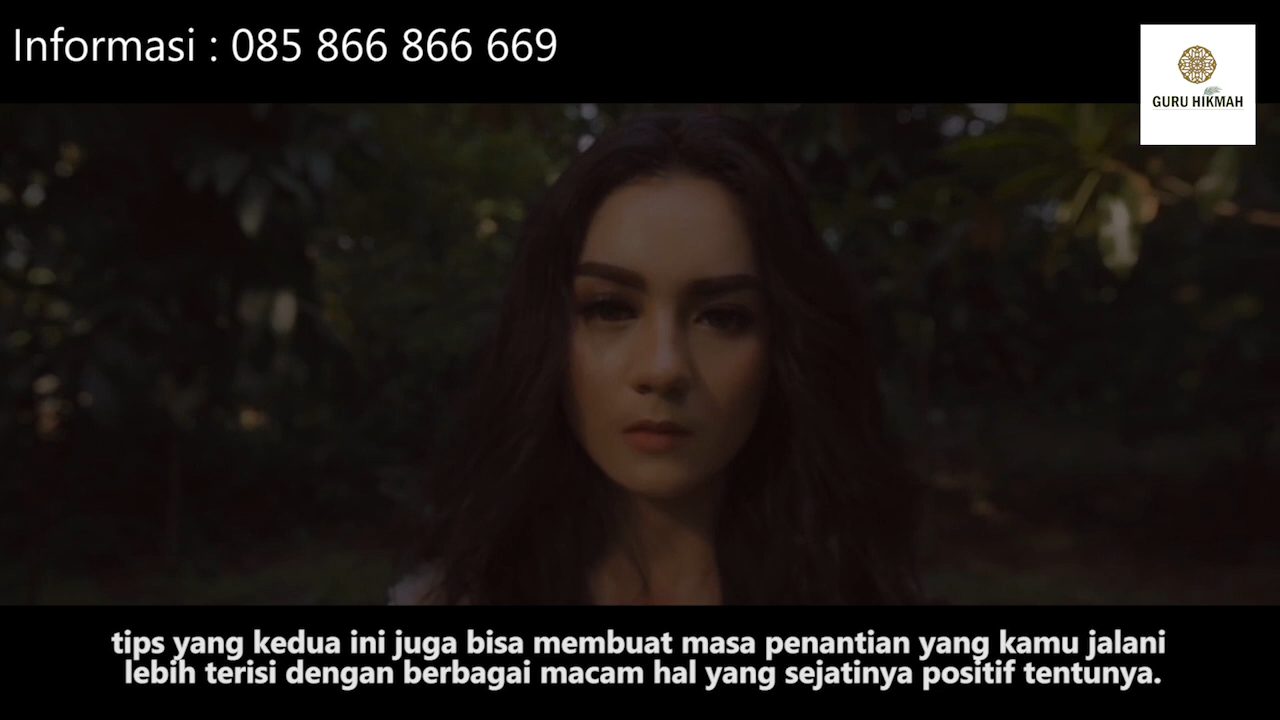 Informasi : 085 866 866 669
GURU HIKMAH
tips yang kedua ini juga bisa membuat masa penantian yang kamu jalani
lebih terisi dengan berbagai macam hal yang sejatinya positif tentunya.